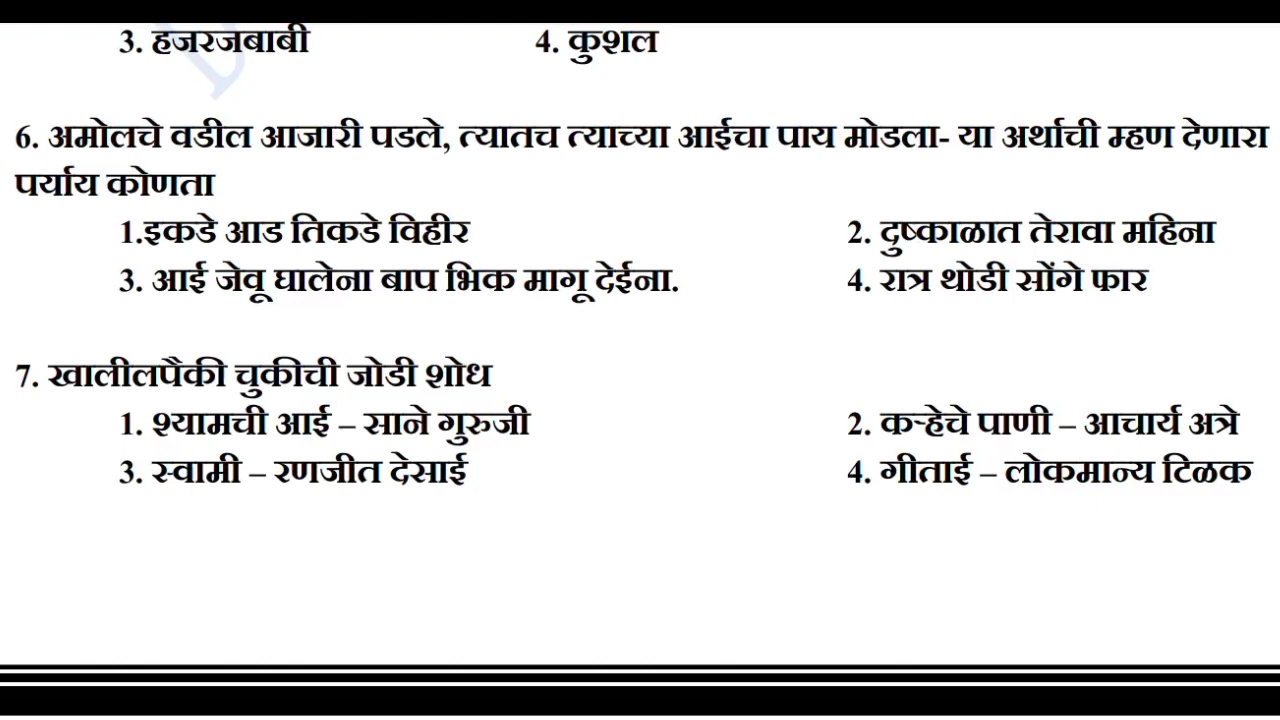 3. हजरजबाबी 4. कुशल
6. अमोलचे वडील आजारी पडले, त्यातच त्याच्या आईचा पाय मोडला- या अर्थाची म्हण देणारा
पर्याय कोणता
1.इकडे आड तिकडे विहीर 2. दुष्काळात तेरावा महिना
3. आई जेवू घालेना बाप भिक मागू देईना. 4. रात्र थोडी सोंगे फार
7. खालीलपैकी चुकीची जोडी शोध
1. श्यामची आई – साने गुरुजी 2. कऱ्हेचे पाणी – आचार्य अत्रे
3. स्वामी – रणजीत देसाई 4. गीताई – लोकमान्य टिळक